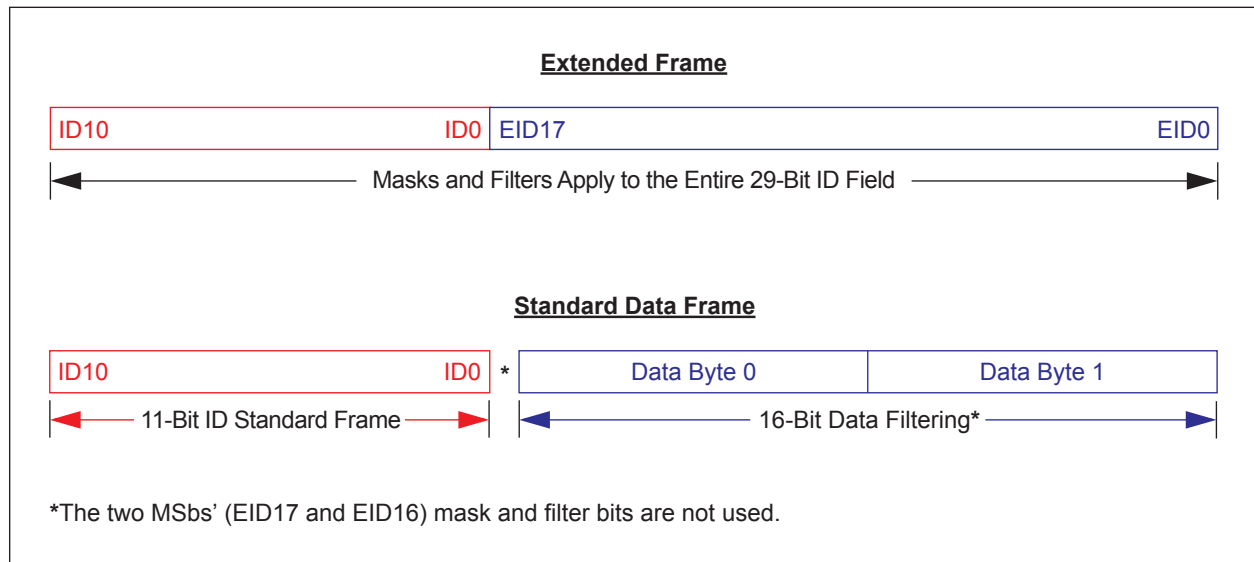 Extended Frame
ID10 ID0 EID17 EID0
Masks and Filters Apply to the Entire 29-Bit ID Field
Standard Data Frame
ID10 ID0 * Data Byte 0 Data Byte 1
11-Bit ID Standard Frame 16-Bit Data Filtering*
*The two MSbs’ (EID17 and EID16) mask and filter bits are not used.